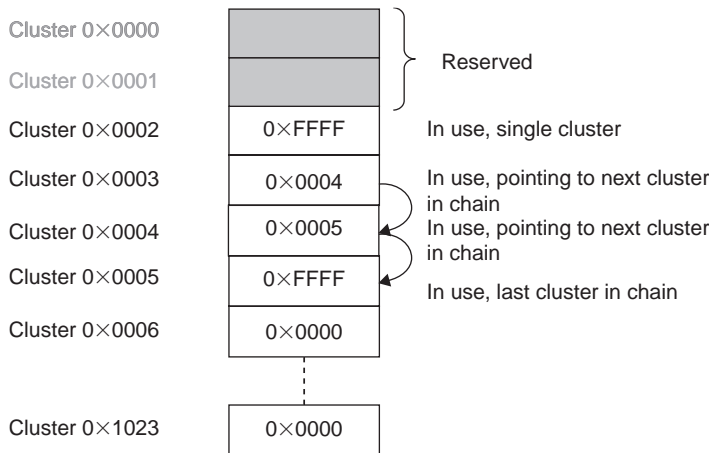 Cluster 0×0000
Cluster 0×0001
Reserved
Cluster 0×0002
0×FFFF
In use, single cluster
Cluster 0×0003
0×0004
In use, pointing to next cluster
in chain
Cluster 0×0004
0×0005
In use, pointing to next cluster
in chain
Cluster 0×0005
0×FFFF
In use, last cluster in chain
Cluster 0×0006
0×0000
Cluster 0×1023
0×0000